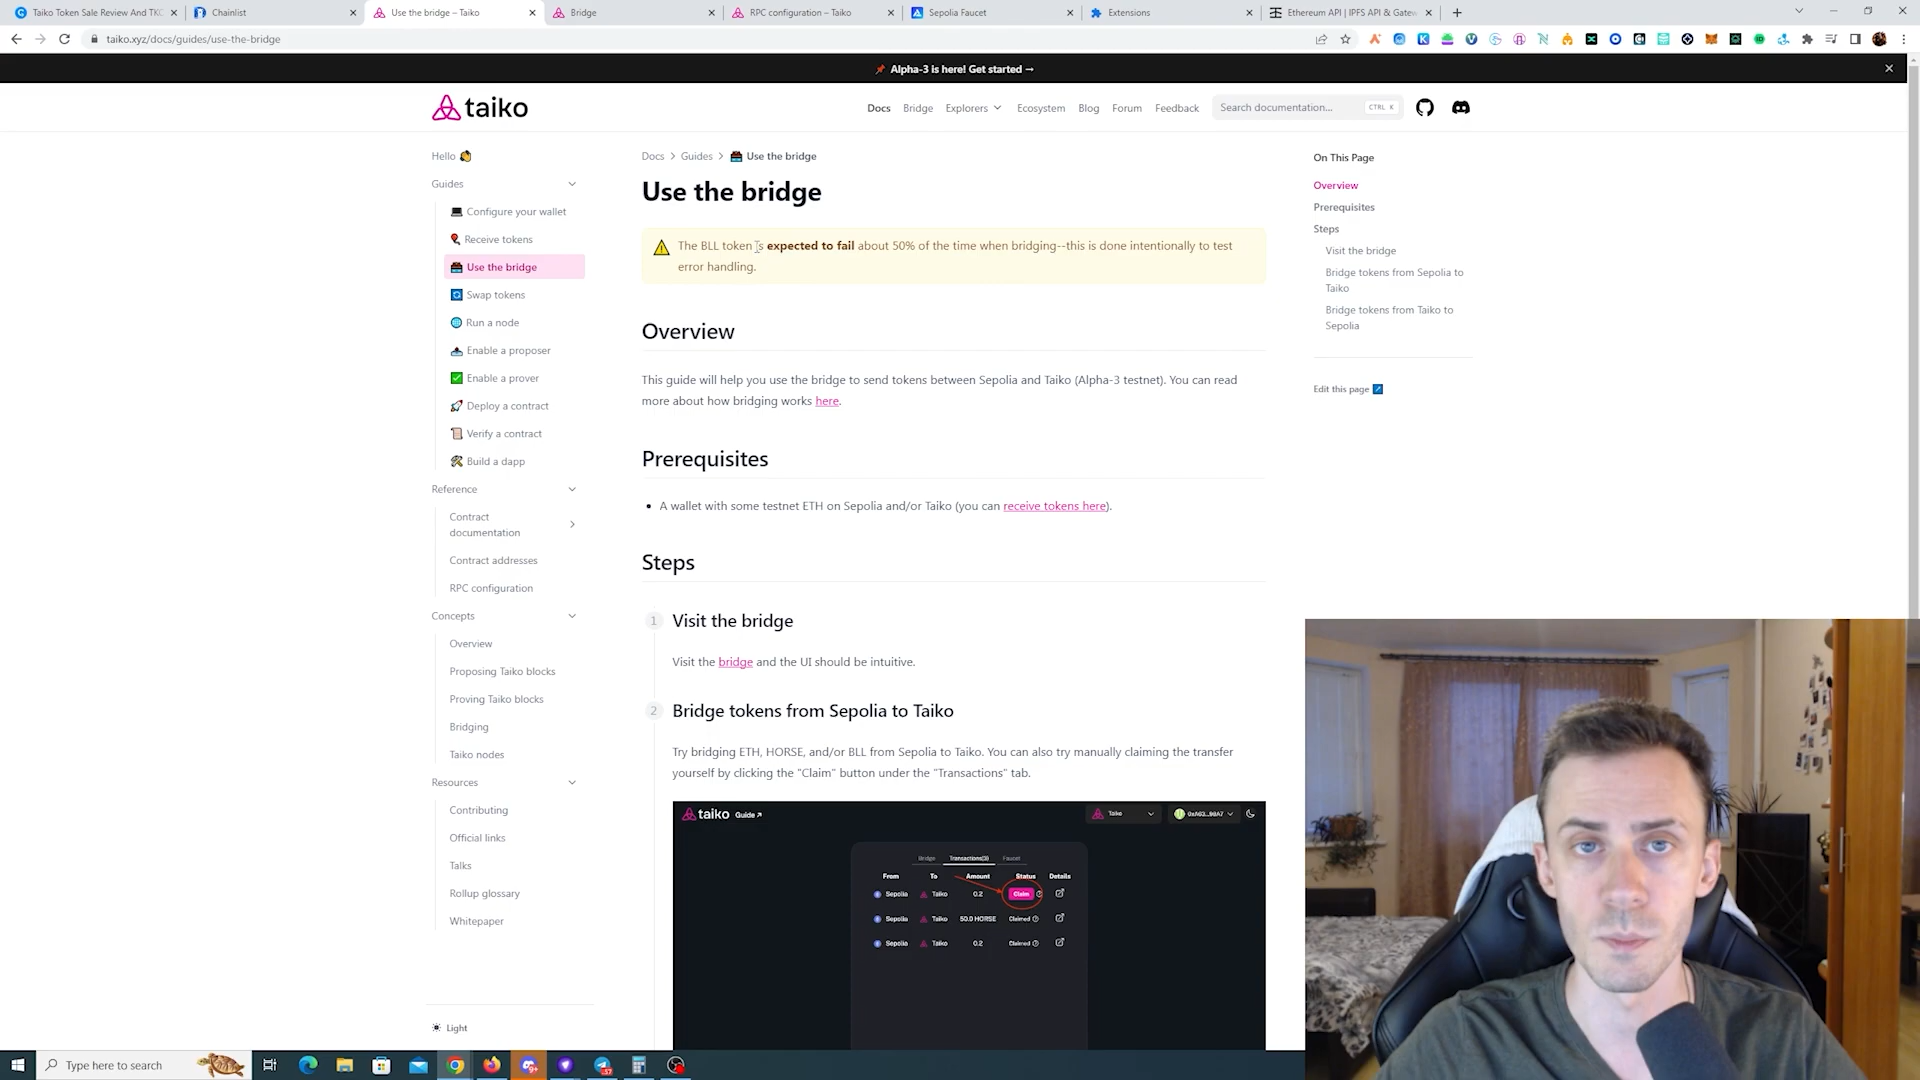 Taiko Token Sale Review And TKO
Chainlist
Use the bridge – Taiko
Bridge
RPC configuration – Taiko
Sepolia Faucet
Extensions
Ethereum API | IPFS API & Gatew
taiko.xyz/docs/guides/use-the-bridge
Alpha-3 is here! Get started →
taiko
Docs
Bridge
Explorers
Ecosystem
Blog
Forum
Feedback
Search documentation...
CTRL K
Hello
Guides
Configure your wallet
Receive tokens
Use the bridge
Swap tokens
Run a node
Enable a proposer
Enable a prover
Deploy a contract
Verify a contract
Build a dapp
Reference
Contract
documentation
Contract addresses
RPC configuration
Concepts
Overview
Proposing Taiko blocks
Proving Taiko blocks
Bridging
Taiko nodes
Resources
Contributing
Official links
Talks
Rollup glossary
Whitepaper
Light
Docs > Guides > Use the bridge
Use the bridge
The BLL token is expected to fail about 50% of the time when bridging--this is done intentionally to test
error handling.
Overview
This guide will help you use the bridge to send tokens between Sepolia and Taiko (Alpha-3 testnet). You can read
more about how bridging works here.
Prerequisites
• A wallet with some testnet ETH on Sepolia and/or Taiko (you can receive tokens here).
Steps
1 Visit the bridge
Visit the bridge and the UI should be intuitive.
2 Bridge tokens from Sepolia to Taiko
Try bridging ETH, HORSE, and/or BLL from Sepolia to Taiko. You can also try manually claiming the transfer
yourself by clicking the "Claim" button under the "Transactions" tab.
taiko Guide ↗
Taiko
Bridge Transactions(3) Faucet
From To Amount Status Details
Sepolia Taiko 0.2 Claim
Sepolia Taiko 50.0 HORSE Claimed
Sepolia Taiko 0.2 Claimed
On This Page
Overview
Prerequisites
Steps
Visit the bridge
Bridge tokens from Sepolia to
Taiko
Bridge tokens from Taiko to
Sepolia
Edit this page
Type here to search